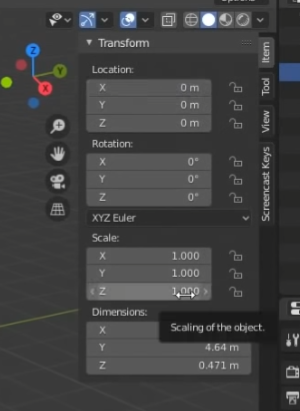 Transform
Location:
X 0 m
Y 0 m
Z 0 m
Rotation:
X 0°
Y 0°
Z 0°
XYZ Euler
Scale:
X 1.000
Y 1.000
Z 1.000
Dimensions:
X
Scaling of the object.
Y 4.64 m
Z 0.471 m
Item
Tool
View
Screencast Keys
Z
Y
X